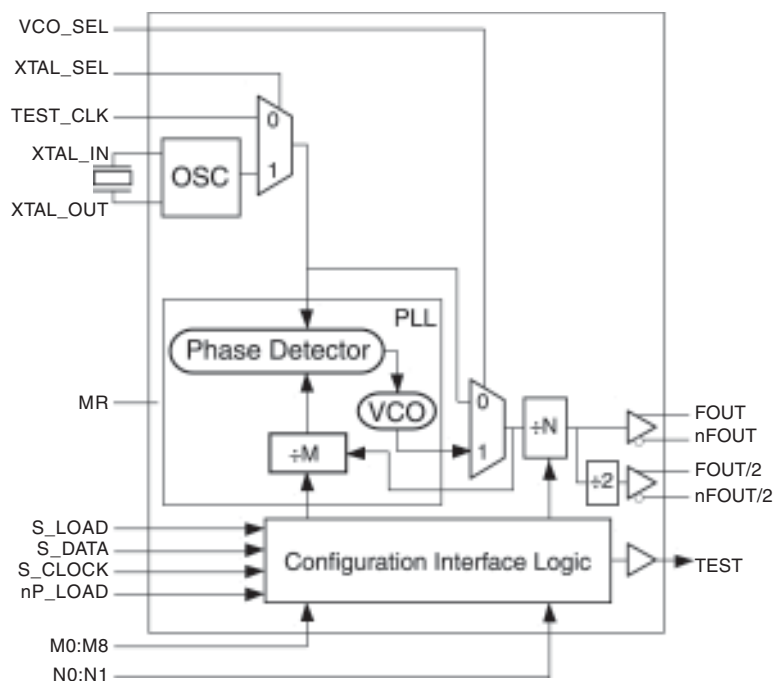 VCO_SEL
XTAL_SEL
TEST_CLK
0
XTAL_IN
OSC
1
XTAL_OUT
PLL
Phase Detector
MR
VCO
0
÷N
FOUT
nFOUT
÷M
1
÷2
FOUT/2
nFOUT/2
S_LOAD
S_DATA
S_CLOCK
nP_LOAD
Configuration Interface Logic
TEST
M0:M8
N0:N1